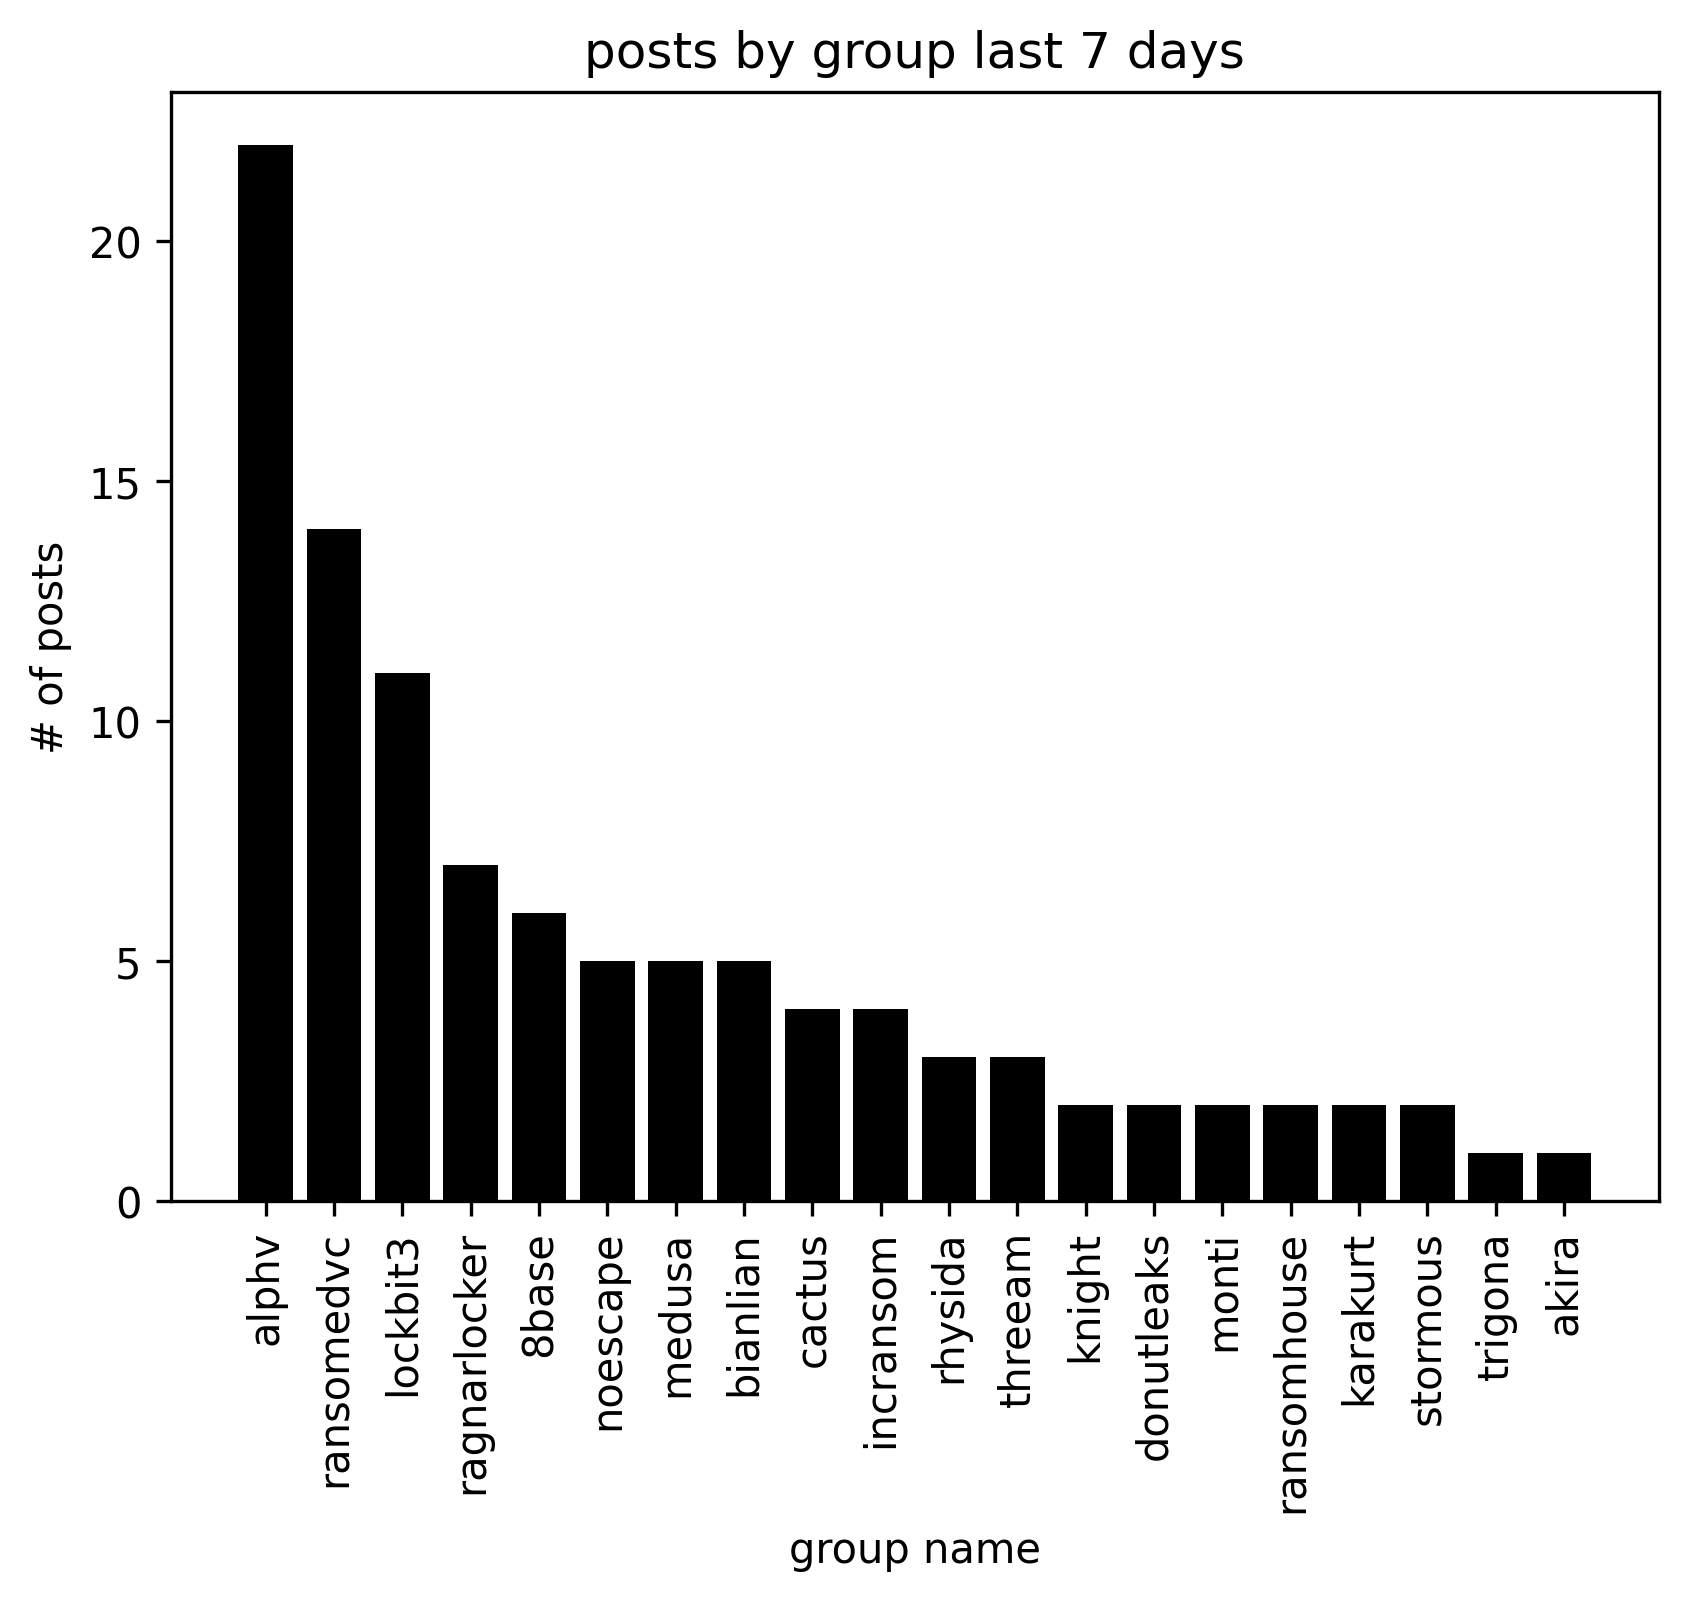 posts by group last 7 days
# of posts
20
15
10
5
0
alphv
ransomedvc
lockbit3
ragnarlocker
8base
noescape
medusa
bianlian
cactus
incransom
rhysida
threeam
knight
donutleaks
monti
ransomhouse
karakurt
stormous
trigona
akira
group name